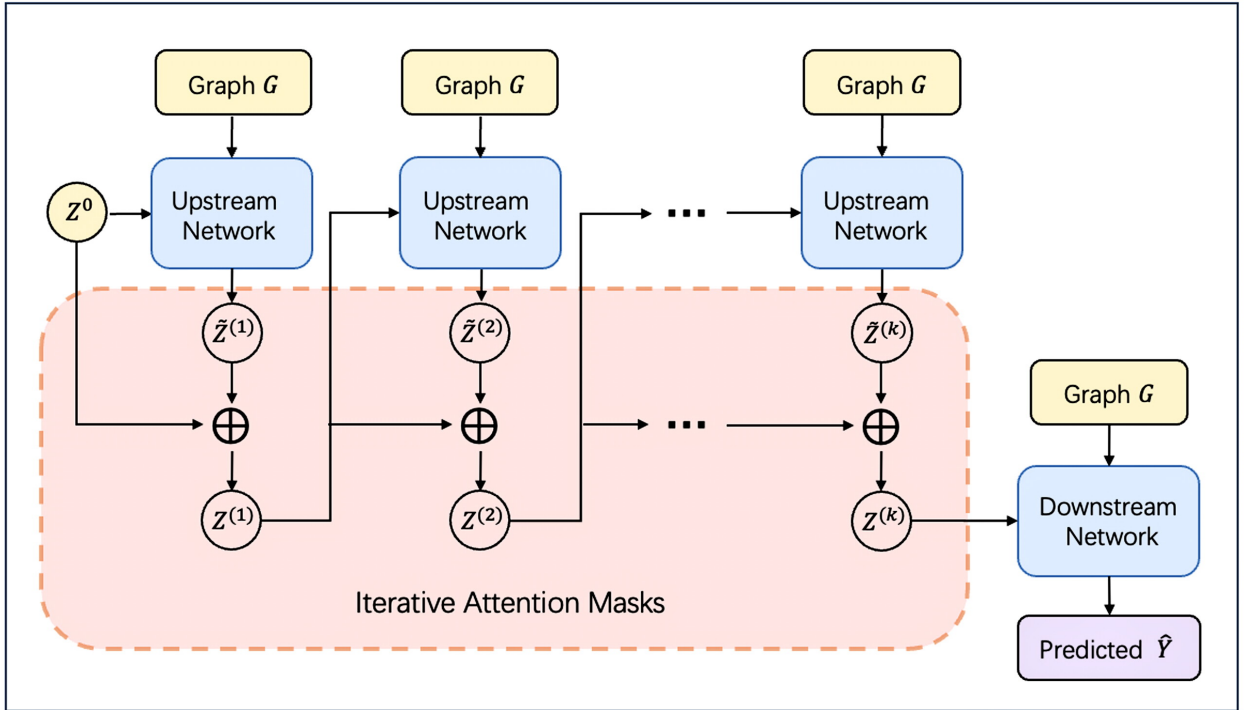 Graph G
Graph G
Graph G
Z⁰
Upstream
Network
Upstream
Network
...
Upstream
Network
Z̃⁽¹⁾
Z̃⁽²⁾
Z̃⁽ᵏ⁾
Graph G
⊕
⊕
...
⊕
Z⁽¹⁾
Z⁽²⁾
Z⁽ᵏ⁾
Downstream
Network
Iterative Attention Masks
Predicted Ŷ